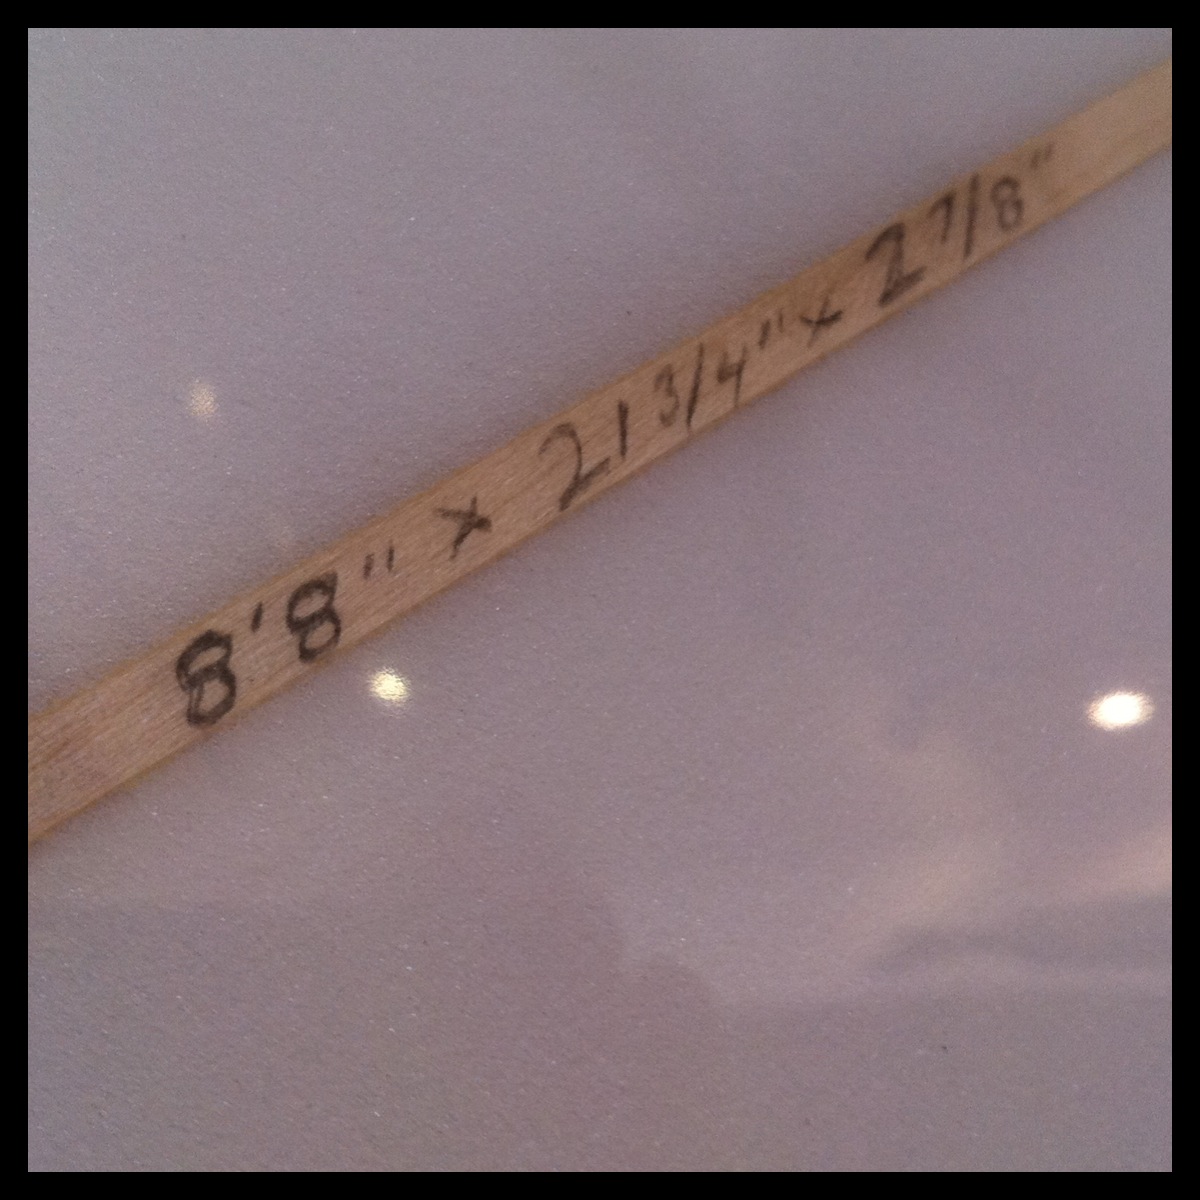 8'8" x 21 3/4" x 2 7/8"